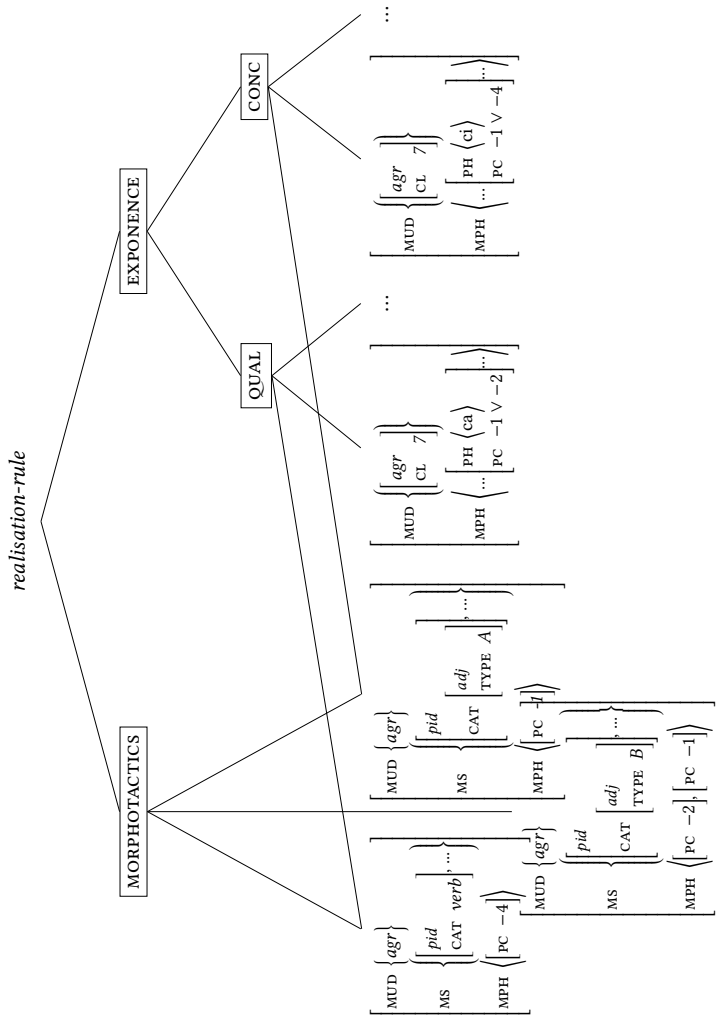 realisation-rule
MORPHOTACTICS
EXPONENCE
QUAL
CONC
MUD {agr}
MS {[pid
CAT verb], ...}
MPH ⟨[PC −4]⟩
MUD {agr}
MS {[pid
CAT [adj
TYPE A]], ...}
MPH ⟨[PC -1]⟩
MUD {agr}
MS {[pid
CAT [adj
TYPE B]], ...}
MPH ⟨[PC −2], [PC −1]⟩
MUD {[agr
CL 7]}
MPH ⟨... [PH ⟨ca⟩
PC −1 ∨ −2] ...⟩
...
MUD {[agr
CL 7]}
MPH ⟨... [PH ⟨ci⟩
PC −1 ∨ −4] ...⟩
...